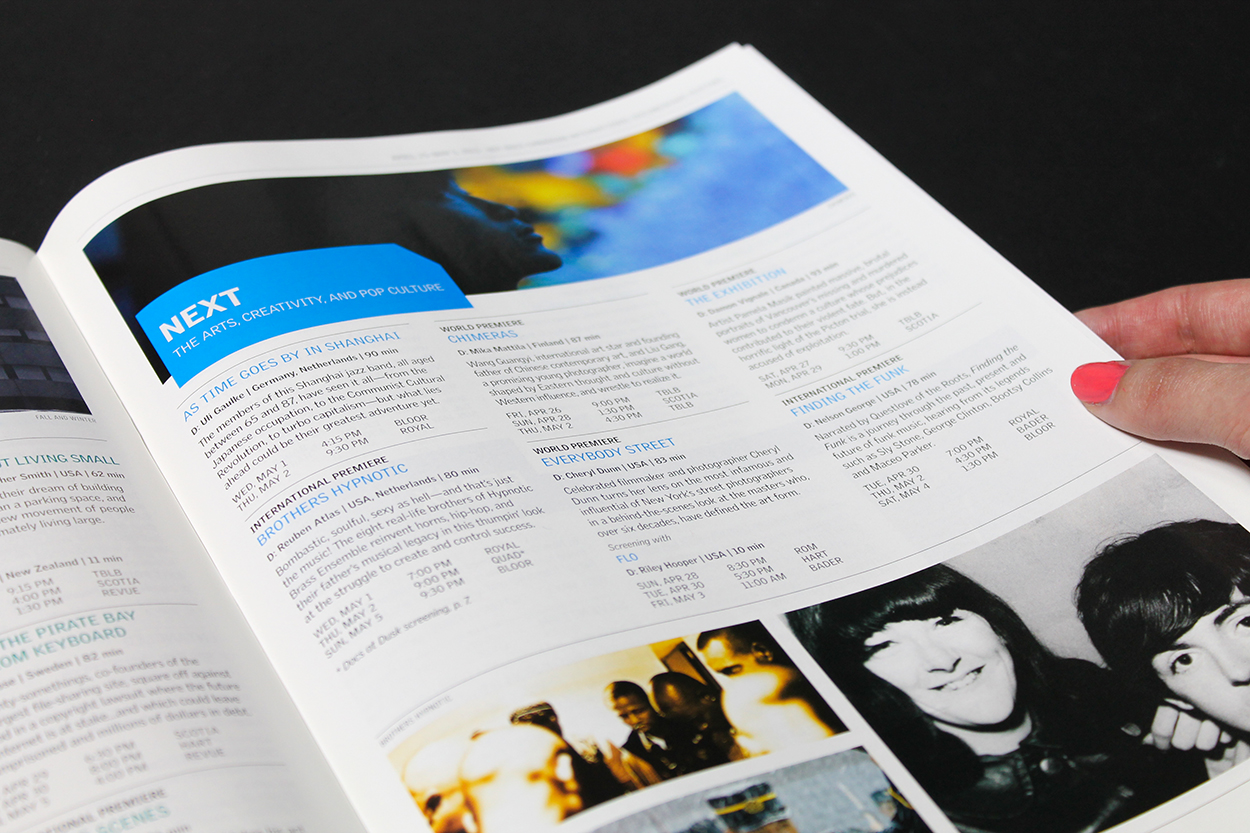 FALL AND WINTER
T LIVING SMALL
her Smith | USA | 62 min
their dream of building
n a parking space, and
ew movement of people
mately living large.
New Zealand | 11 min
9:15 PM TBLB
4:00 PM SCOTIA
1:30 PM REVUE
THE PIRATE BAY
OM KEYBOARD
Sweden | 82 min
ty-somethings, co-founders of the
gest file-sharing site, square off against
d in a copyright lawsuit, where the future
nternet is at stake—and which could leave
mprisoned and millions of dollars in debt.
6:30 PM SCOTIA
9:00 PM HART
4:00 PM REVUE
ONAL PREMIERE
SCENES
NEXT
THE ARTS, CREATIVITY, AND POP CULTURE
AS TIME GOES BY IN SHANGHAI
D: Uli Gaulke | Germany, Netherlands | 90 min
The members of this Shanghai jazz band, all aged
between 65 and 87, have seen it all—from the
Japanese occupation, to the Communist Cultural
Revolution, to turbo capitalism—but what lies
ahead could be their greatest adventure yet.
WED, MAY 1 4:15 PM BLOOR
THU, MAY 2 9:30 PM ROYAL
INTERNATIONAL PREMIERE
BROTHERS HYPNOTIC
D: Reuben Atlas | USA, Netherlands | 80 min
Bombastic, soulful, sexy as hell—and that's just
the music! The eight real-life brothers of Hypnotic
Brass Ensemble reinvent horns, hip-hop, and
their father's musical legacy in this thumpin' look
at the struggle to create and control success.
WED, MAY 1 7:00 PM ROYAL
THU, MAY 2 9:00 PM QUAD*
SUN, MAY 5 9:30 PM BLOOR
* Docs at Dusk screening, p. 7.
WORLD PREMIERE
CHIMERAS
D: Mika Mattila | Finland | 87 min
Wang Guangyi, international art star and founding
father of Chinese contemporary art, and Liu Gang,
a promising young photographer, imagine a world
shaped by Eastern thought and culture without
Western influence, and wrestle to realize it.
FRI, APR 26 4:00 PM TBLB
SUN, APR 28 1:30 PM SCOTIA
THU, MAY 2 4:30 PM TBLB
WORLD PREMIERE
EVERYBODY STREET
D: Cheryl Dunn | USA | 83 min
Celebrated filmmaker and photographer Cheryl
Dunn turns her lens on the most infamous and
influential of New York's street photographers
in a behind-the-scenes look at the masters who,
over six decades, have defined the art form.
Screening with
FLO
D: Riley Hooper | USA | 10 min
SUN, APR 28 8:30 PM ROM
TUE, APR 30 5:30 PM HART
FRI, MAY 3 11:00 AM BADER
WORLD PREMIERE
THE EXHIBITION
D: Damon Vignale | Canada | 97 min
Artist Pamela Masik painted massive, brutal
portraits of Vancouver's missing and murdered
women to condemn a culture whose prejudices
contributed to their violent fate. But, in the
horrific light of the Picton trial, she is instead
accused of exploitation.
SAT, APR 27 9:30 PM TBLB
MON, APR 29 1:00 PM SCOTIA
INTERNATIONAL PREMIERE
FINDING THE FUNK
D: Nelson George | USA | 78 min
Narrated by Questlove of the Roots, Finding the
Funk is a journey through the past, present and
future of funk music, hearing from its legends
such as Sly Stone, George Clinton, Bootsy Collins
and Maceo Parker.
TUE, APR 30 7:00 PM ROYAL
THU, MAY 2 4:30 PM BADER
SAT, MAY 4 1:30 PM BLOOR
BROTHERS HYPNOTIC